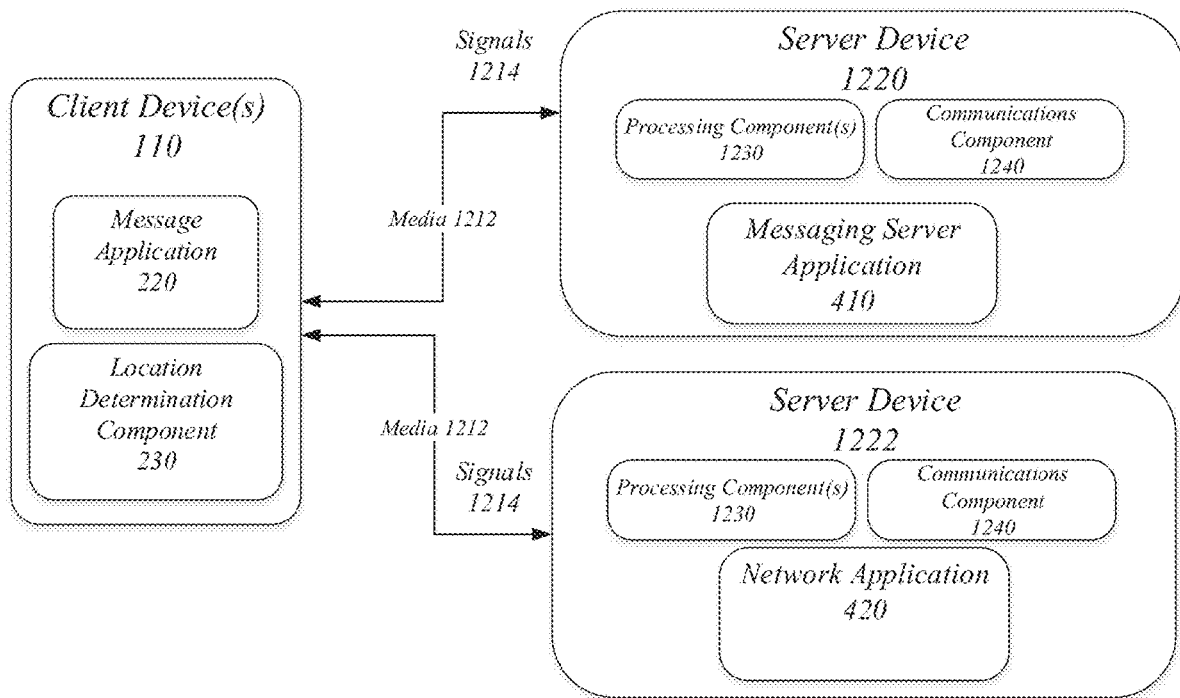 Client Device(s)
110
Message
Application
220
Location
Determination
Component
230
Signals
1214
Media 1212
Media 1212
Signals
1214
Server Device
1220
Processing Component(s)
1230
Communications
Component
1240
Messaging Server
Application
410
Server Device
1222
Processing Component(s)
1230
Communications
Component
1240
Network Application
420